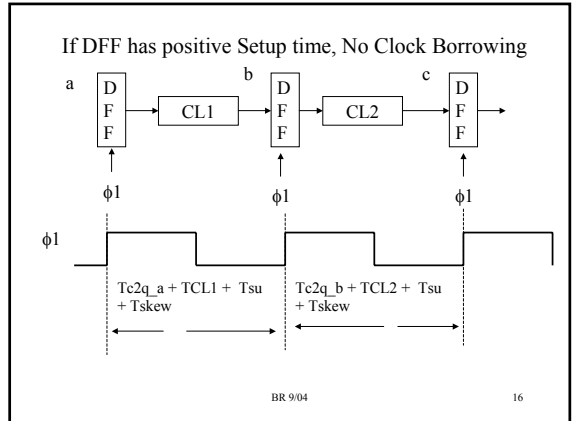 If DFF has positive Setup time, No Clock Borrowing
a b c
D
F
F
CL1
D
F
F
CL2
D
F
F
ϕ1 ϕ1 ϕ1
ϕ1
Tc2q_a + TCL1 + Tsu
+ Tskew
Tc2q_b + TCL2 + Tsu
+ Tskew
BR 9/04 16